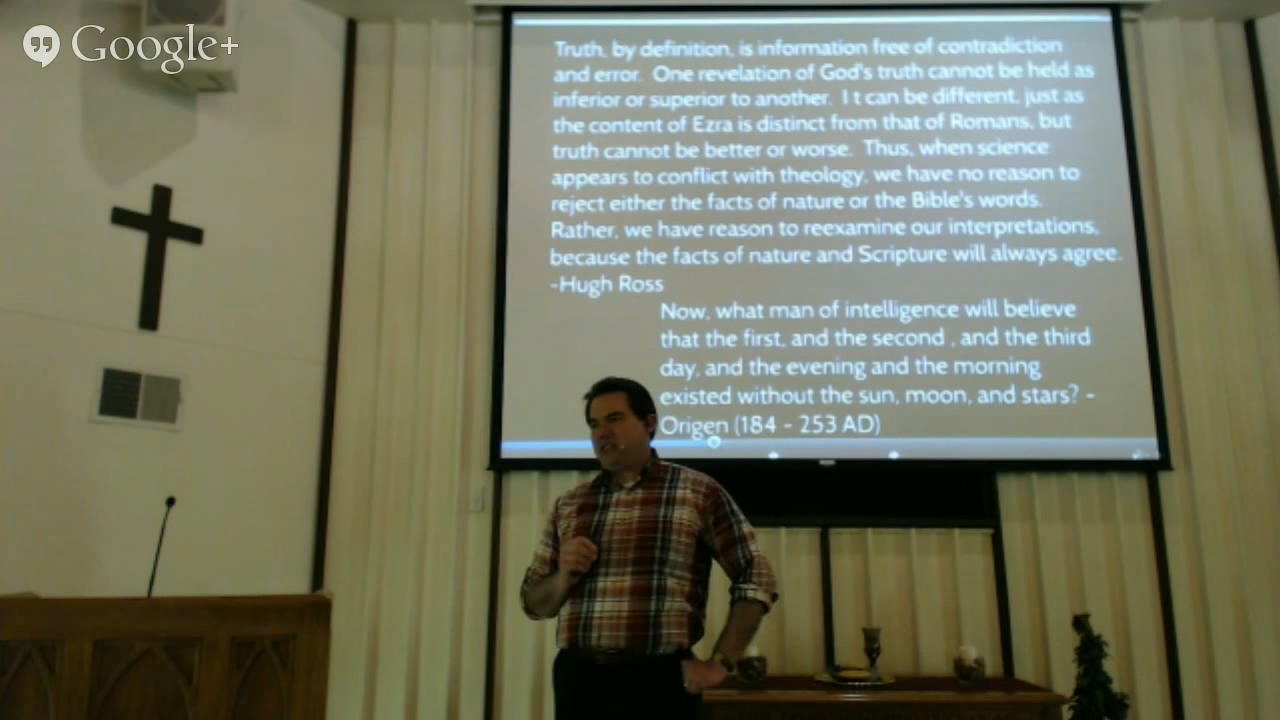 Google+
Truth, by definition, is information free of contradiction
and error. One revelation of God's truth cannot be held as
inferior or superior to another. I t can be different, just as
the content of Ezra is distinct from that of Romans, but
truth cannot be better or worse. Thus, when science
appears to conflict with theology, we have no reason to
reject either the facts of nature or the Bible's words.
Rather, we have reason to reexamine our interpretations,
because the facts of nature and Scripture will always agree.
-Hugh Ross
Now, what man of intelligence will believe
that the first, and the second , and the third
day, and the evening and the morning
existed without the sun, moon, and stars? -
Origen (184 - 253 AD)